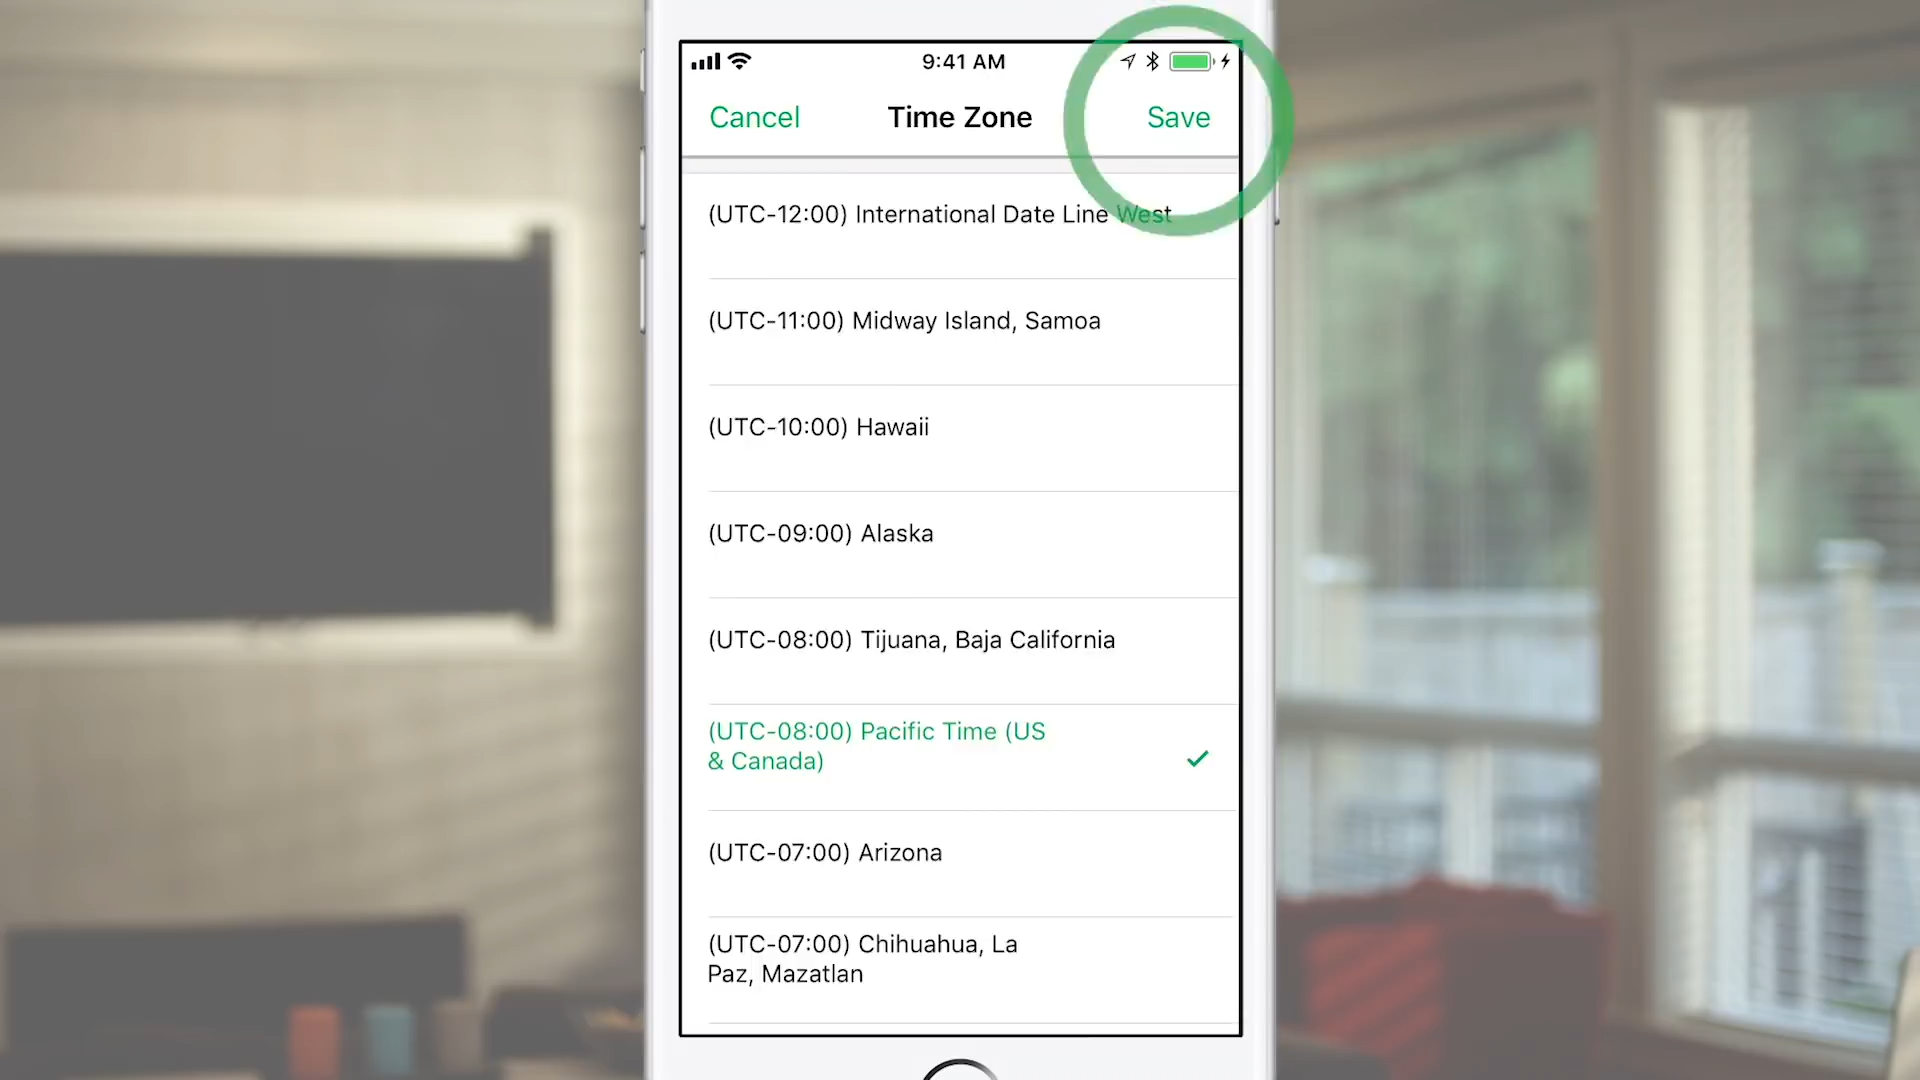 9:41 AM
Cancel
Time Zone
Save
(UTC-12:00) International Date Line West
(UTC-11:00) Midway Island, Samoa
(UTC-10:00) Hawaii
(UTC-09:00) Alaska
(UTC-08:00) Tijuana, Baja California
(UTC-08:00) Pacific Time (US
& Canada)
(UTC-07:00) Arizona
(UTC-07:00) Chihuahua, La
Paz, Mazatlan